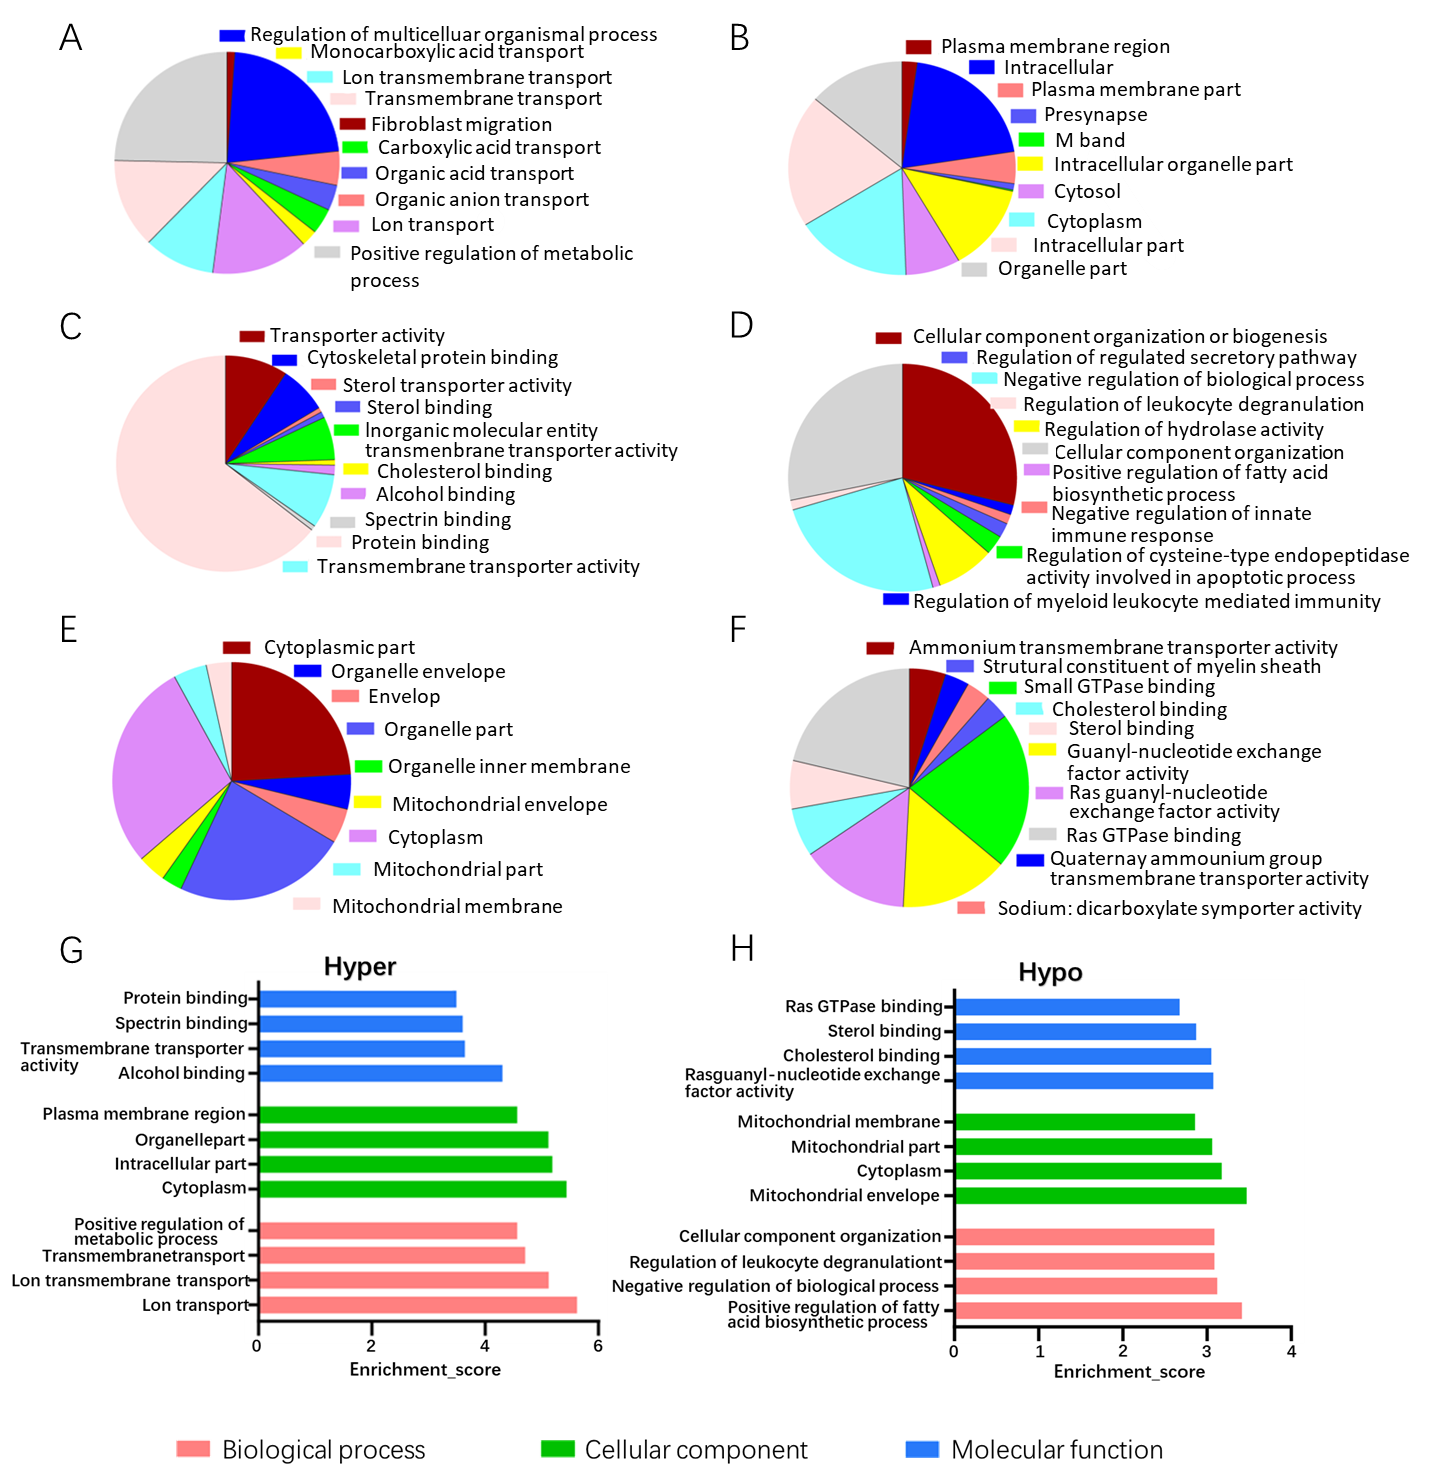 A
Regulation of multicelluar organismal process
Monocarboxylic acid transport
Lon transmembrane transport
Transmembrane transport
Fibroblast migration
Carboxylic acid transport
Organic acid transport
Organic anion transport
Lon transport
Positive regulation of metabolic
process
B
Plasma membrane region
Intracellular
Plasma membrane part
Presynapse
M band
Intracellular organelle part
Cytosol
Cytoplasm
Intracellular part
Organelle part
C
Transporter activity
Cytoskeletal protein binding
Sterol transporter activity
Sterol binding
Inorganic molecular entity
transmenbrane transporter activity
Cholesterol binding
Alcohol binding
Spectrin binding
Protein binding
Transmembrane transporter activity
D
Cellular component organization or biogenesis
Regulation of regulated secretory pathway
Negative regulation of biological process
Regulation of leukocyte degranulation
Regulation of hydrolase activity
Cellular component organization
Positive regulation of fatty acid
biosynthetic process
Negative regulation of innate
immune response
Regulation of cysteine-type endopeptidase
activity involved in apoptotic process
Regulation of myeloid leukocyte mediated immunity
E
Cytoplasmic part
Organelle envelope
Envelop
Organelle part
Organelle inner membrane
Mitochondrial envelope
Cytoplasm
Mitochondrial part
Mitochondrial membrane
F
Ammonium transmembrane transporter activity
Strutural constituent of myelin sheath
Small GTPase binding
Cholesterol binding
Sterol binding
Guanyl-nucleotide exchange
factor activity
Ras guanyl-nucleotide
exchange factor activity
Ras GTPase binding
Quaternay ammounium group
transmembrane transporter activity
Sodium: dicarboxylate symporter activity
G
Hyper
Protein binding
Spectrin binding
Transmembrane transporter
activity
Alcohol binding
Plasma membrane region
Organellepart
Intracellular part
Cytoplasm
Positive regulation of
metabolic process
Transmembranetransport
Lon transmembrane transport
Lon transport
0 2 4 6
Enrichment_score
H
Hypo
Ras GTPase binding
Sterol binding
Cholesterol binding
Rasguanyl-nucleotide exchange
factor activity
Mitochondrial membrane
Mitochondrial part
Cytoplasm
Mitochondrial envelope
Cellular component organization
Regulation of leukocyte degranulationt
Negative regulation of biological process
Positive regulation of fatty
acid biosynthetic process
0 1 2 3 4
Enrichment_score
Biological process
Cellular component
Molecular function